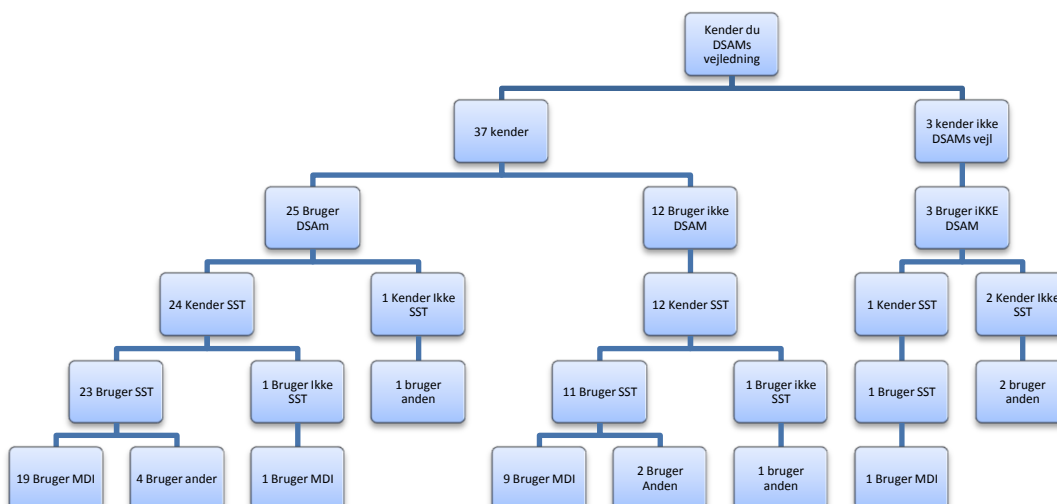 Kender du
DSAMs
vejledning
37 kender
3 kender ikke
DSAMs vejl
25 Bruger
DSAm
12 Bruger ikke
DSAM
3 Bruger iKKE
DSAM
24 Kender SST
1 Kender Ikke
SST
12 Kender SST
1 Kender SST
2 Kender Ikke
SST
23 Bruger SST
1 Bruger Ikke
SST
1 bruger
anden
11 Bruger SST
1 Bruger ikke
SST
1 Bruger SST
2 bruger
anden
19 Bruger MDI
4 Bruger ander
1 Bruger MDI
9 Bruger MDI
2 Bruger
Anden
1 bruger
anden
1 Bruger MDI